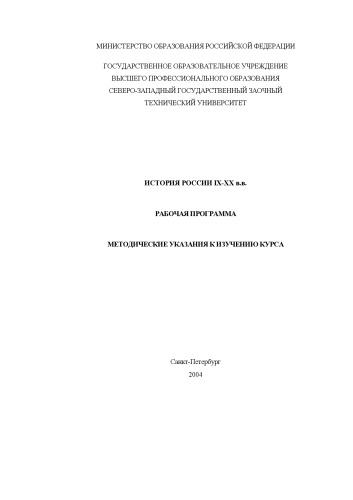 МИНИСТЕРСТВО ОБРАЗОВАНИЯ РОССИЙСКОЙ ФЕДЕРАЦИИ
ГОСУДАРСТВЕННОЕ ОБРАЗОВАТЕЛЬНОЕ УЧРЕЖДЕНИЕ
ВЫСШЕГО ПРОФЕССИОНАЛЬНОГО ОБРАЗОВАНИЯ
СЕВЕРО-ЗАПАДНЫЙ ГОСУДАРСТВЕННЫЙ ЗАОЧНЫЙ
ТЕХНИЧЕСКИЙ УНИВЕРСИТЕТ
ИСТОРИЯ РОССИИ IX-XX в.в.
РАБОЧАЯ ПРОГРАММА
МЕТОДИЧЕСКИЕ УКАЗАНИЯ К ИЗУЧЕНИЮ КУРСА
Санкт-Петербург
2004